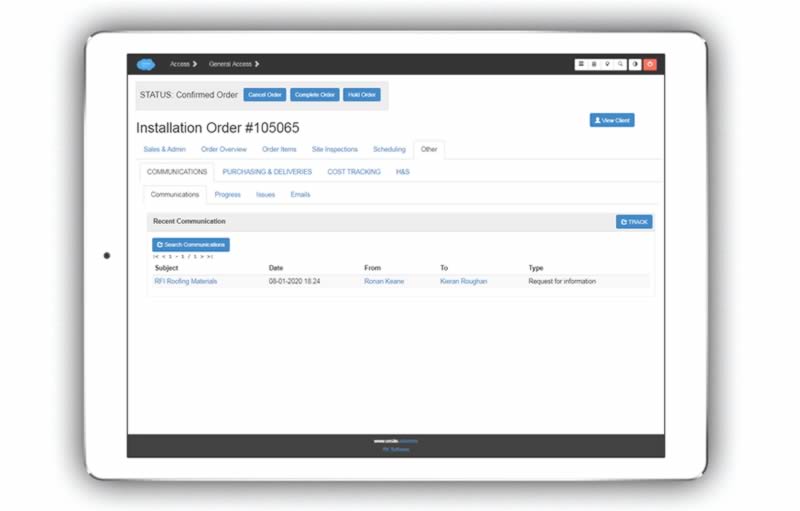 Access General Access
STATUS: Confirmed Order Cancel Order Complete Order Hold Order
View Client
Installation Order #105065
Sales & Admin Order Overview Order Items Site Inspections Scheduling Other
COMMUNICATIONS PURCHASING & DELIVERIES COST TRACKING H&S
Communications Progress Issues Emails
Recent Communication TRACK
Search Communications
|< < 1 - 1 / 1 > >|
Subject Date From To Type
RFI Roofing Materials 08-01-2020 18:24 Ronan Keane Kieran Roughan Request for information